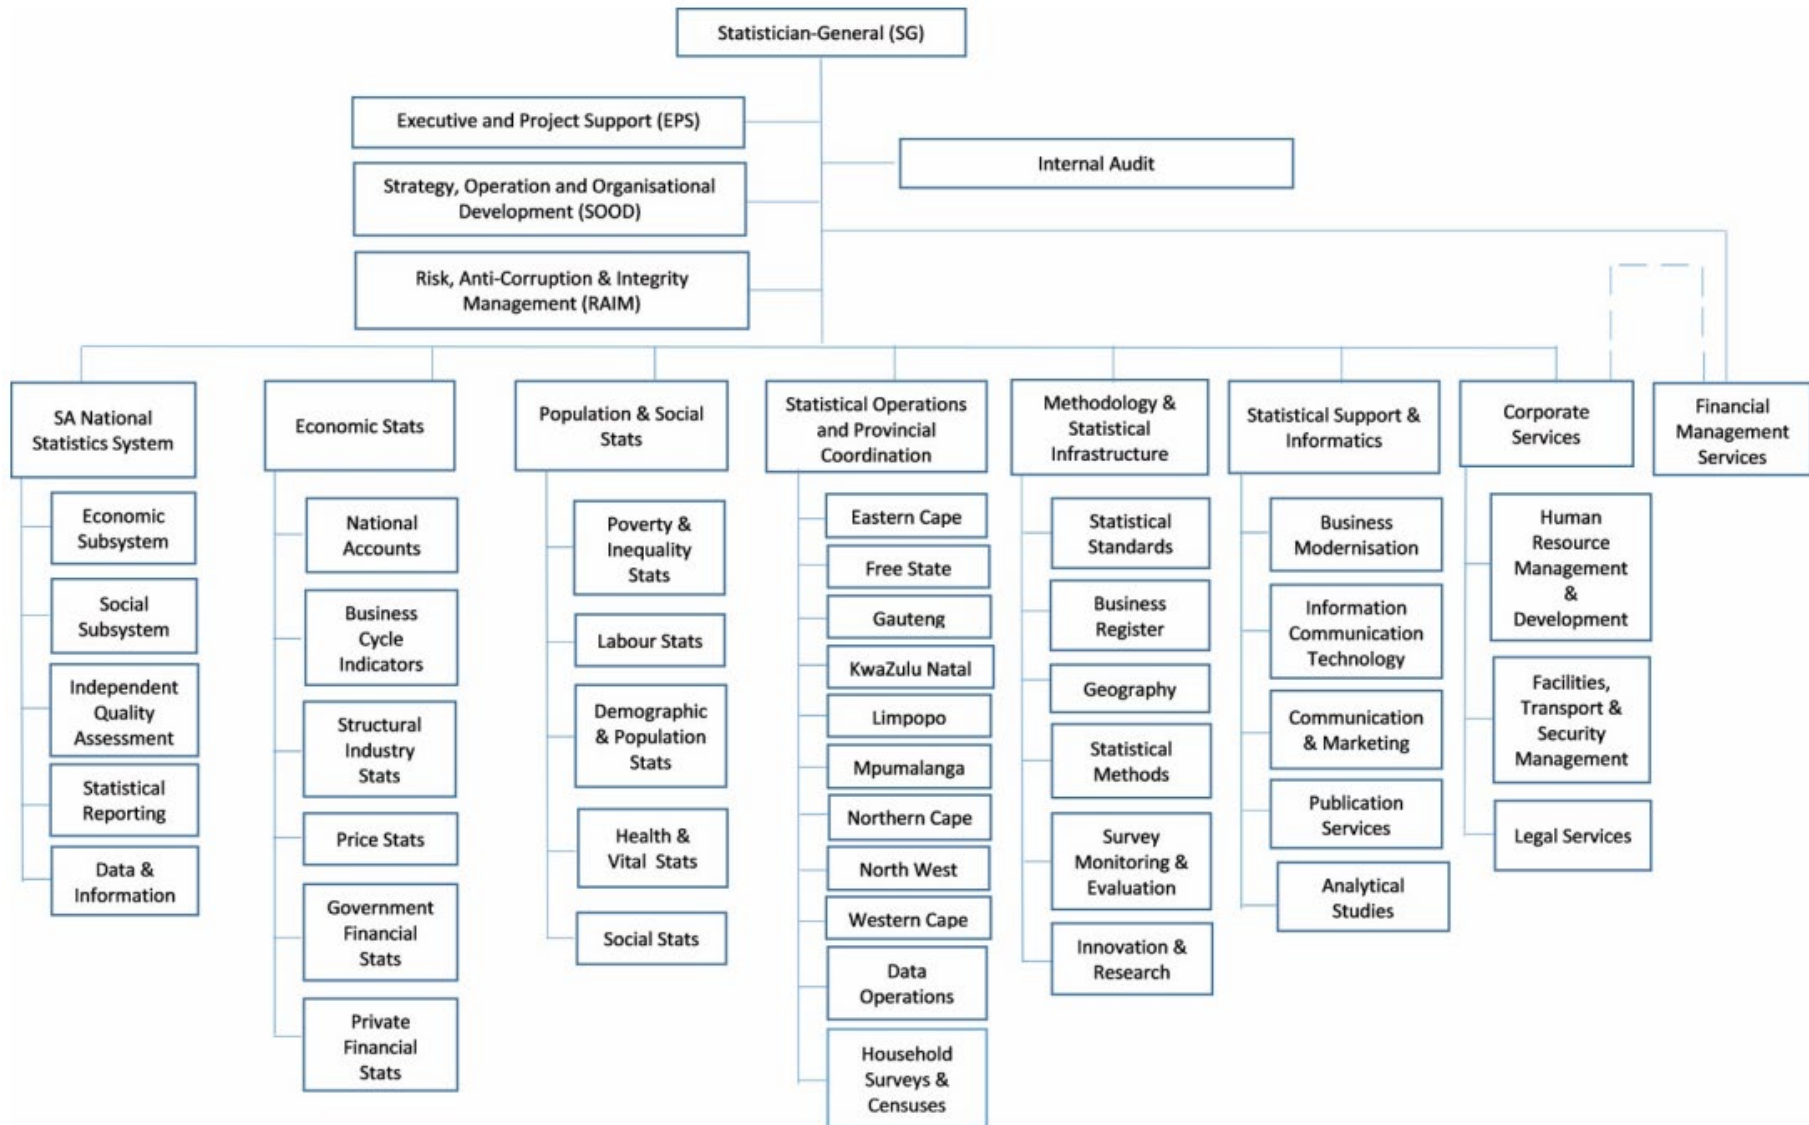 Statistician-General (SG)
Executive and Project Support (EPS)
Internal Audit
Strategy, Operation and Organisational
Development (SOOD)
Risk, Anti-Corruption & Integrity
Management (RAIM)
SA National
Statistics System
Economic
Subsystem
Social
Subsystem
Independent
Quality
Assessment
Statistical
Reporting
Data &
Information
Economic Stats
National
Accounts
Business
Cycle
Indicators
Structural
Industry
Stats
Price Stats
Government
Financial
Stats
Private
Financial
Stats
Population & Social
Stats
Poverty &
Inequality
Stats
Labour Stats
Demographic
& Population
Stats
Health &
Vital Stats
Social Stats
Statistical Operations
and Provincial
Coordination
Eastern Cape
Free State
Gauteng
KwaZulu Natal
Limpopo
Mpumalanga
Northern Cape
North West
Western Cape
Data
Operations
Household
Surveys &
Censuses
Methodology &
Statistical
Infrastructure
Statistical
Standards
Business
Register
Geography
Statistical
Methods
Survey
Monitoring &
Evaluation
Innovation &
Research
Statistical Support &
Informatics
Business
Modernisation
Information
Communication
Technology
Communication
& Marketing
Publication
Services
Analytical
Studies
Corporate
Services
Human
Resource
Management
&
Development
Facilities,
Transport &
Security
Management
Legal Services
Financial
Management
Services